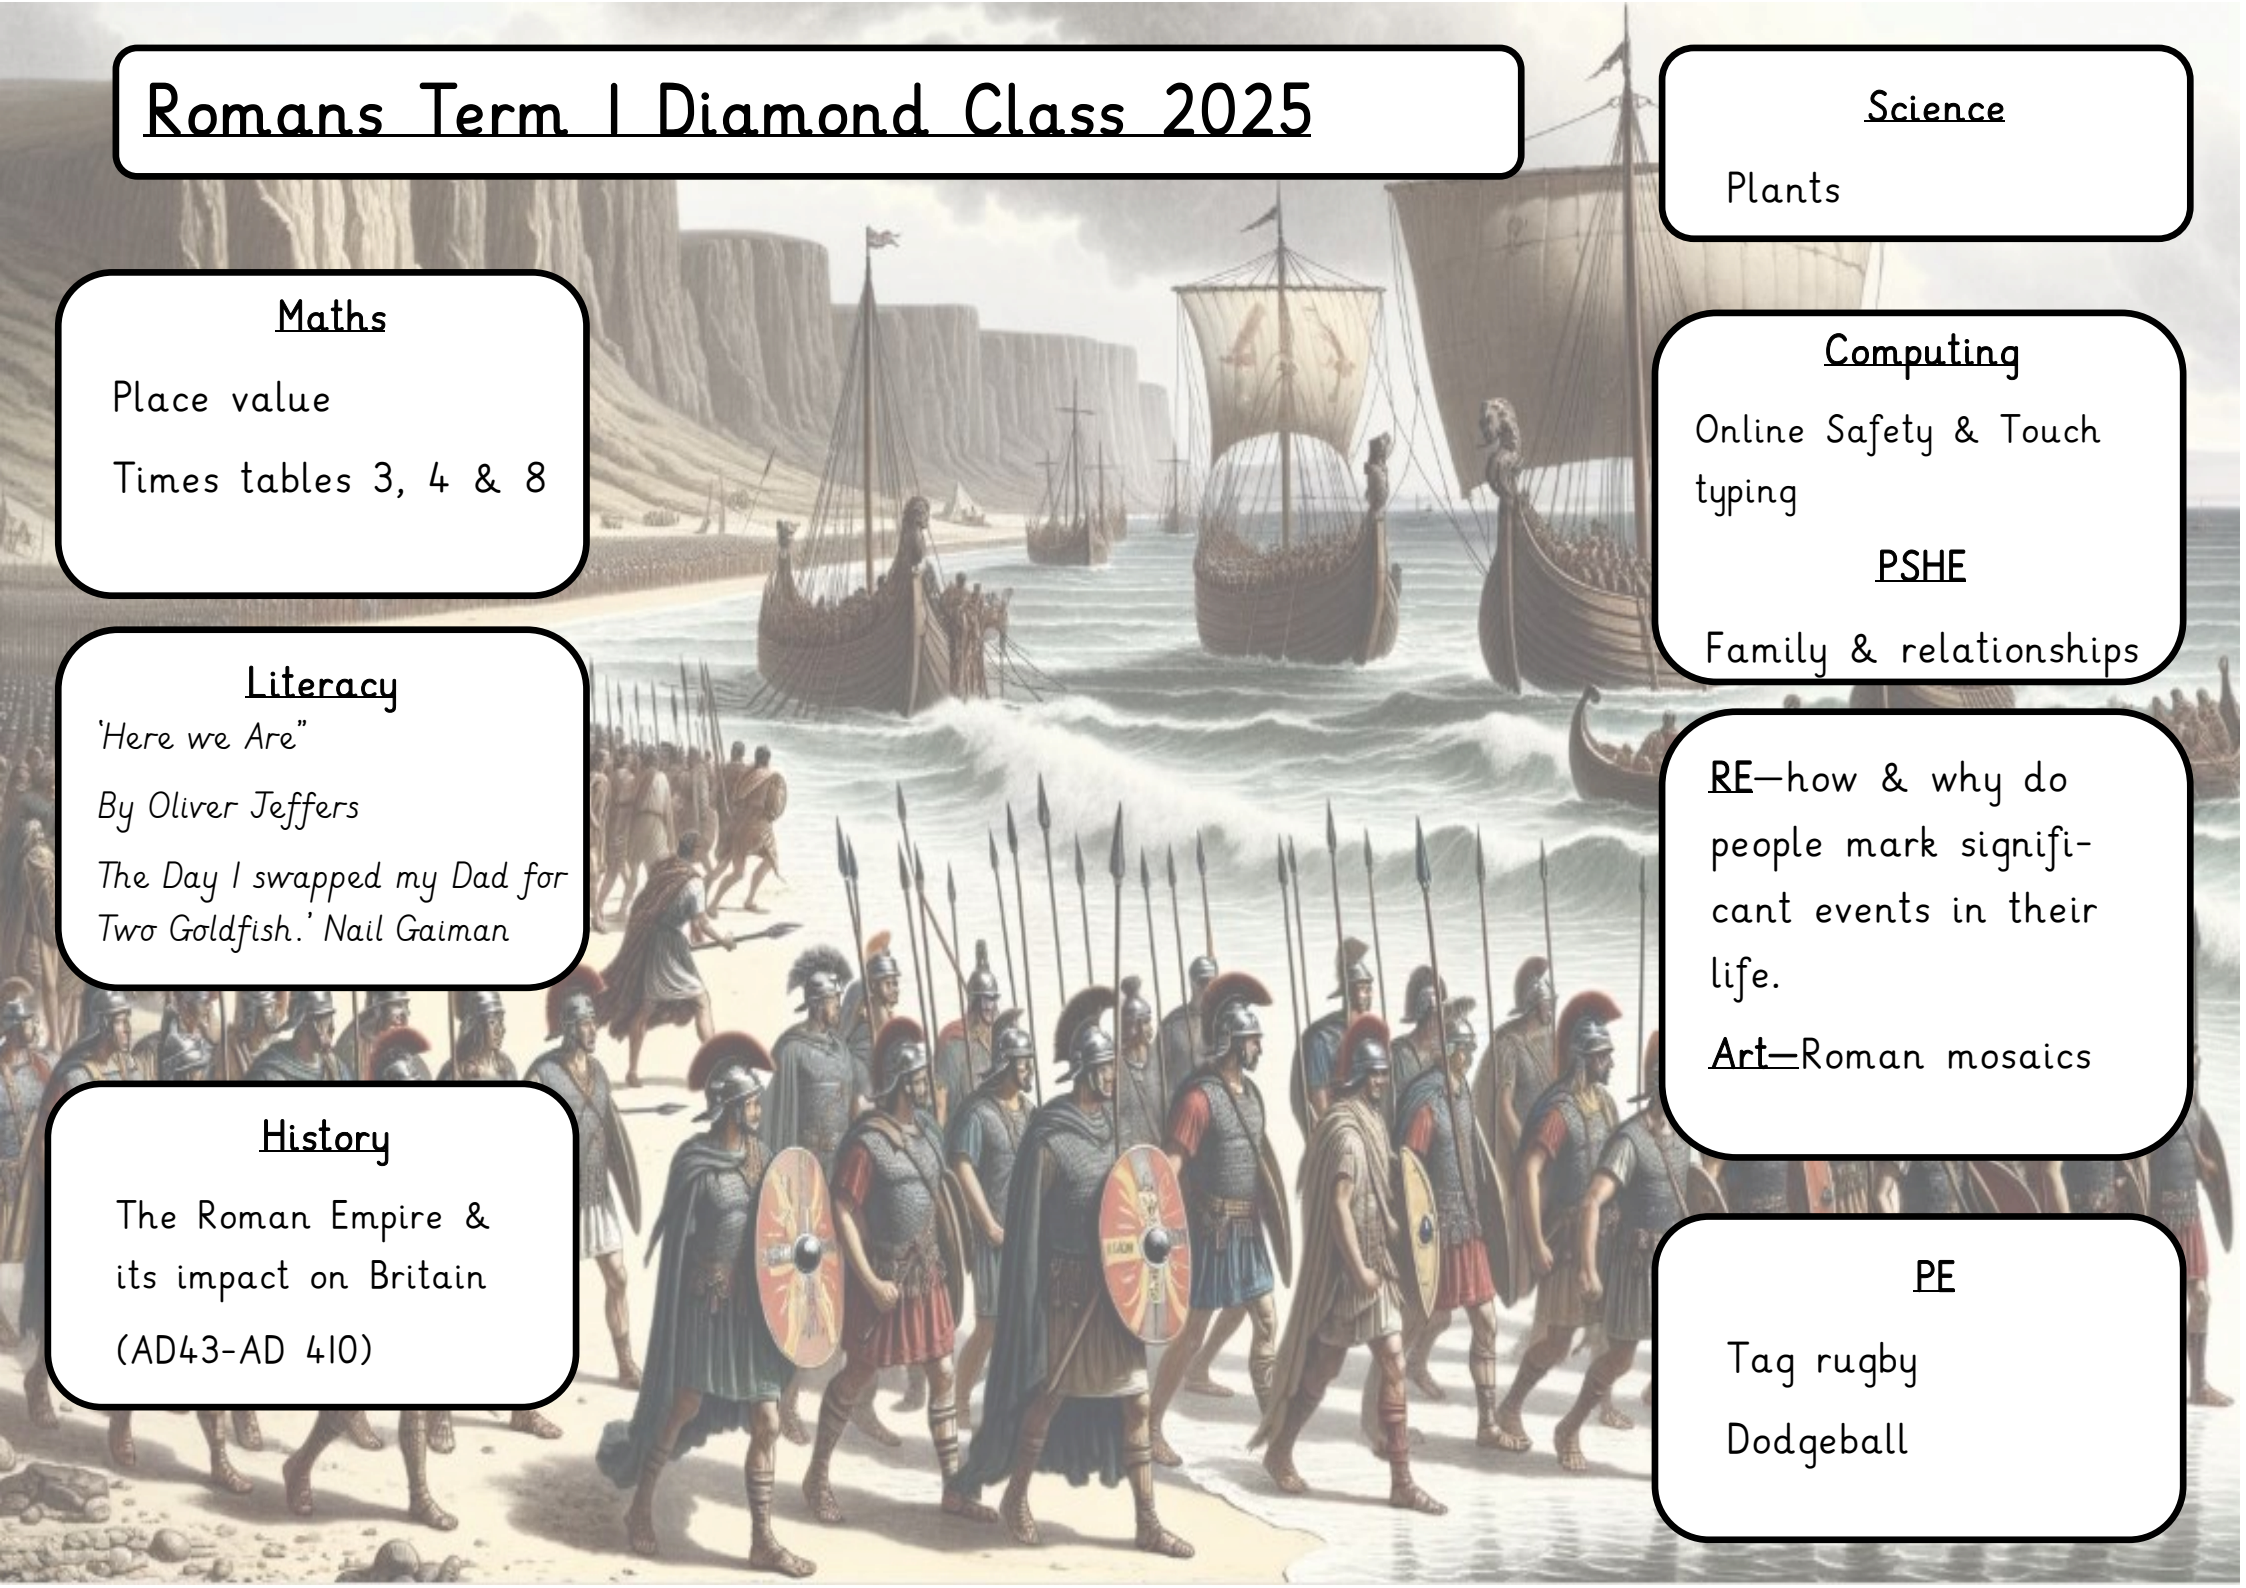 Romans Term 1 Diamond Class 2025
Maths
Place value
Times tables 3, 4 & 8
Literacy
‘Here we Are”
By Oliver Jeffers
The Day I swapped my Dad for
Two Goldfish.’ Nail Gaiman
History
The Roman Empire &
its impact on Britain
(AD43-AD 410)
Science
Plants
Computing
Online Safety & Touch
typing
PSHE
Family & relationships
RE—how & why do
people mark signifi-
cant events in their
life.
Art—Roman mosaics
PE
Tag rugby
Dodgeball